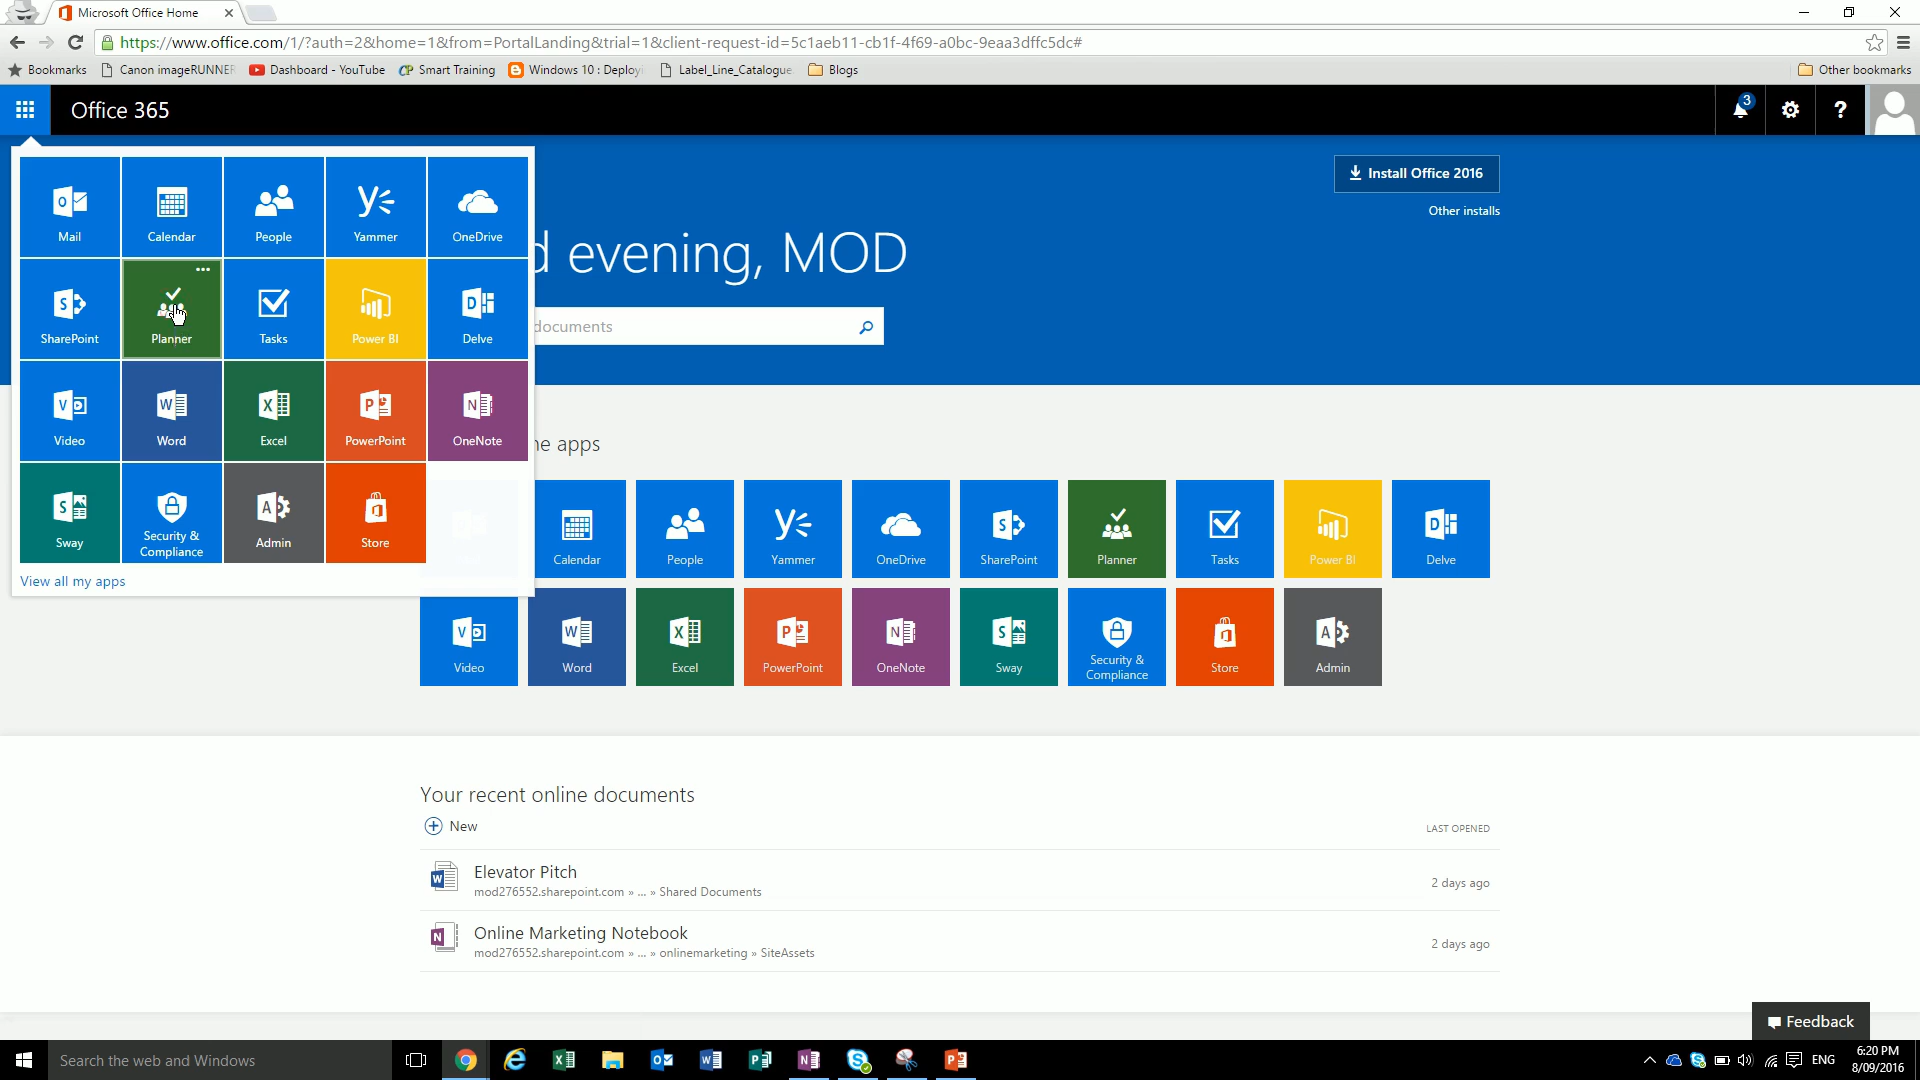 Microsoft Office Home
https://www.office.com/1/?auth=2&home=1&from=PortalLanding&trial=1&client-request-id=5c1aeb11-cb1f-4f69-a0bc-9eaa3dffc5dc#
Bookmarks Canon imageRUNNER Dashboard - YouTube Smart Training Windows 10 : Deployi Label_Line_Catalogue Blogs Other bookmarks
Office 365
3
?
Mail Calendar People Yammer OneDrive
SharePoint Planner Tasks Power BI Delve
Video Word Excel PowerPoint OneNote
Sway Security & Compliance Admin Store
View all my apps
Install Office 2016
Other installs
d evening, MOD
documents
ne apps
Calendar People Yammer OneDrive SharePoint Planner Tasks Power BI Delve
Video Word Excel PowerPoint OneNote Sway Security & Compliance Store Admin
Your recent online documents
New
LAST OPENED
Elevator Pitch
mod276552.sharepoint.com » ... » Shared Documents
2 days ago
Online Marketing Notebook
mod276552.sharepoint.com » ... » onlinemarketing » SiteAssets
2 days ago
Feedback
Search the web and Windows
ENG
6:20 PM
8/09/2016